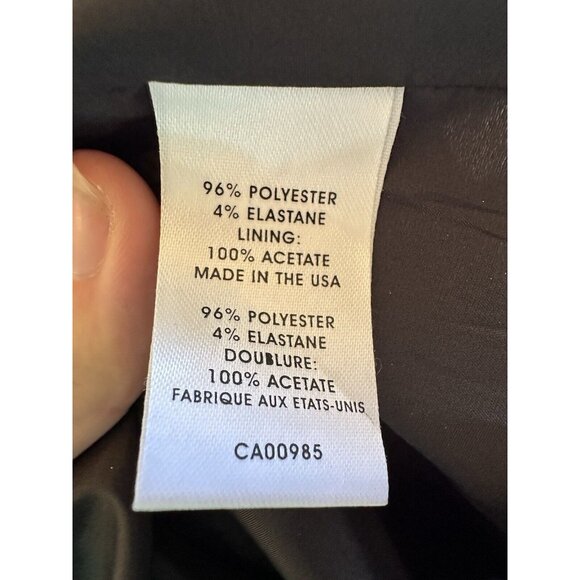 96% POLYESTER
4% ELASTANE
LINING:
100% ACETATE
MADE IN THE USA
96% POLYESTER
4% ELASTANE
DOUBLURE:
100% ACETATE
FABRIQUE AUX ETATS-UNIS
CA00985